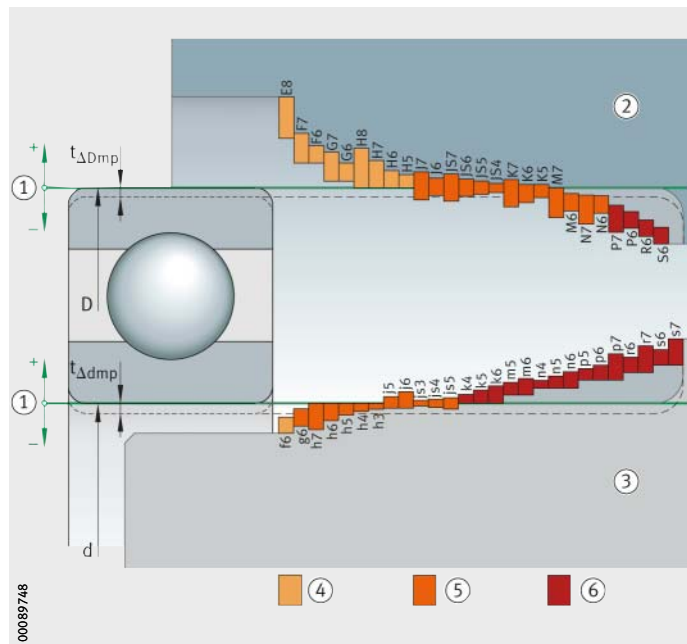 E8
F7
F6
G7
G6
H8
H7
H6
H5
J7
J6
JS7
JS6
JS5
JS4
K7
K6
K5
M7
M6
N7
N6
P7
P6
R6
S6
2
+
t∆Dmp
1
−
D
+
t∆dmp
1
−
d
f6
g6
h7
h6
h5
h4
h3
j5
j6
js3
js4
js5
k4
k5
k6
m5
m6
n4
n5
n6
p5
p6
p7
r6
r7
s6
s7
3
4
5
6
00089748